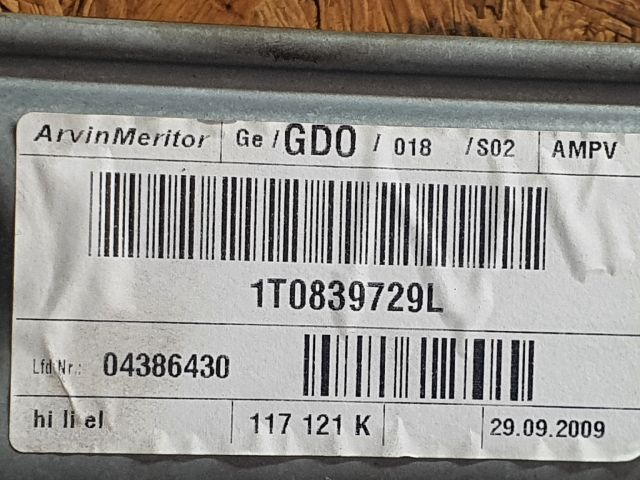 ArvinMeritor Ge / GDO / 018 / S02 AMPV
1T0839729L
Lfd Nr.: 04386430
hi li el 117 121 K 29.09.2009